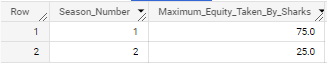 Row Season_Number Maximum_Equity_Taken_By_Sharks
1 1 75.0
2 2 25.0